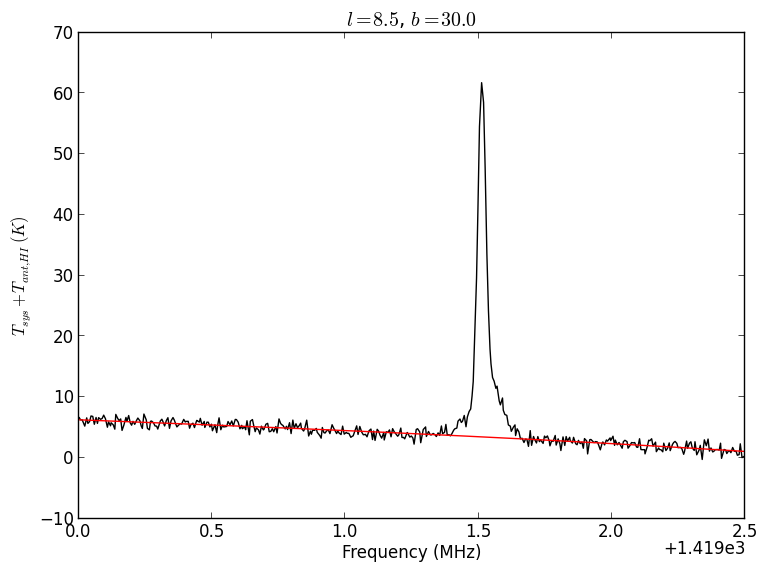 l = 8.5, b = 30.0
70
60
50
40
30
20
10
0
−10
T_sys + T_ant,HI (K)
0.0 0.5 1.0 1.5 2.0 2.5
Frequency (MHz)
+1.419e3